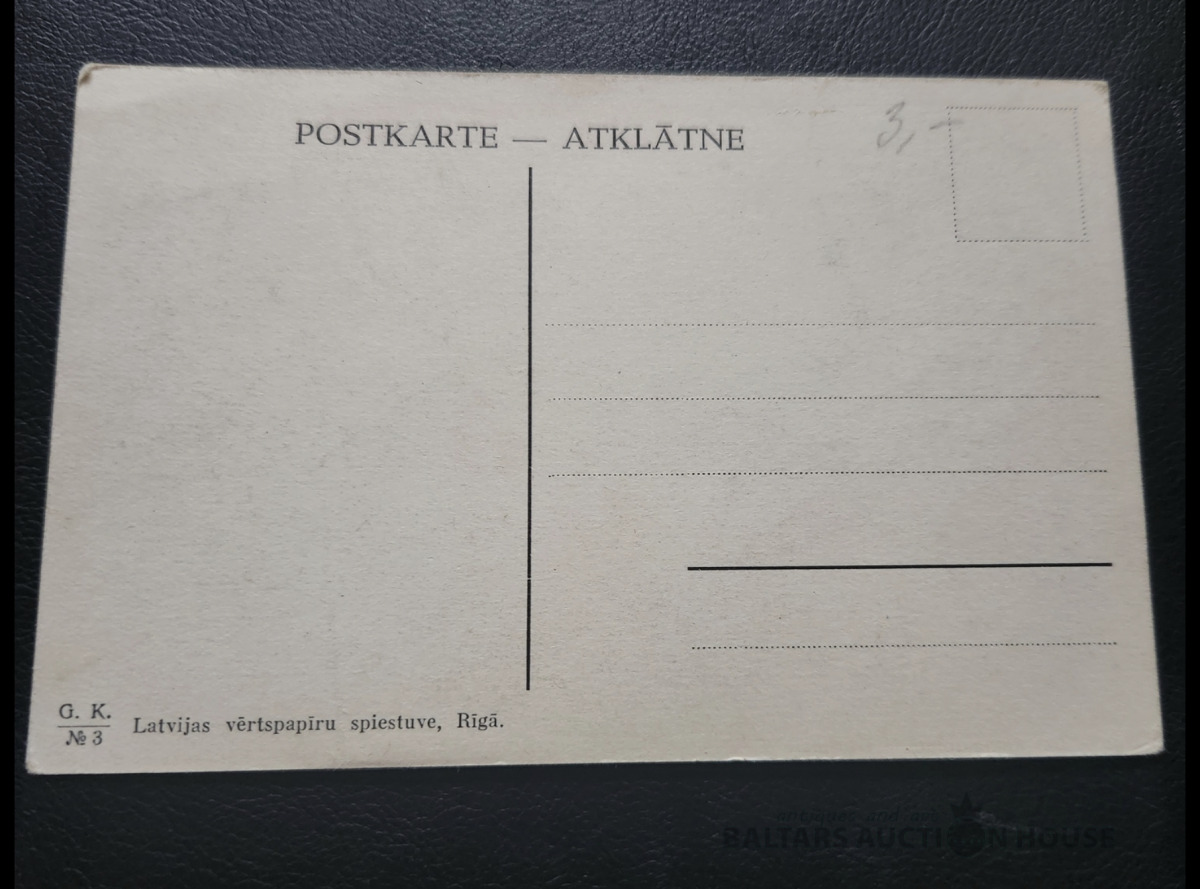 POSTKARTE — ATKLĀTNE
3,–
G. K.
№ 3
Latvijas vērtspapīru spiestuve, Rīgā.
BALTARS AUCTION HOUSE